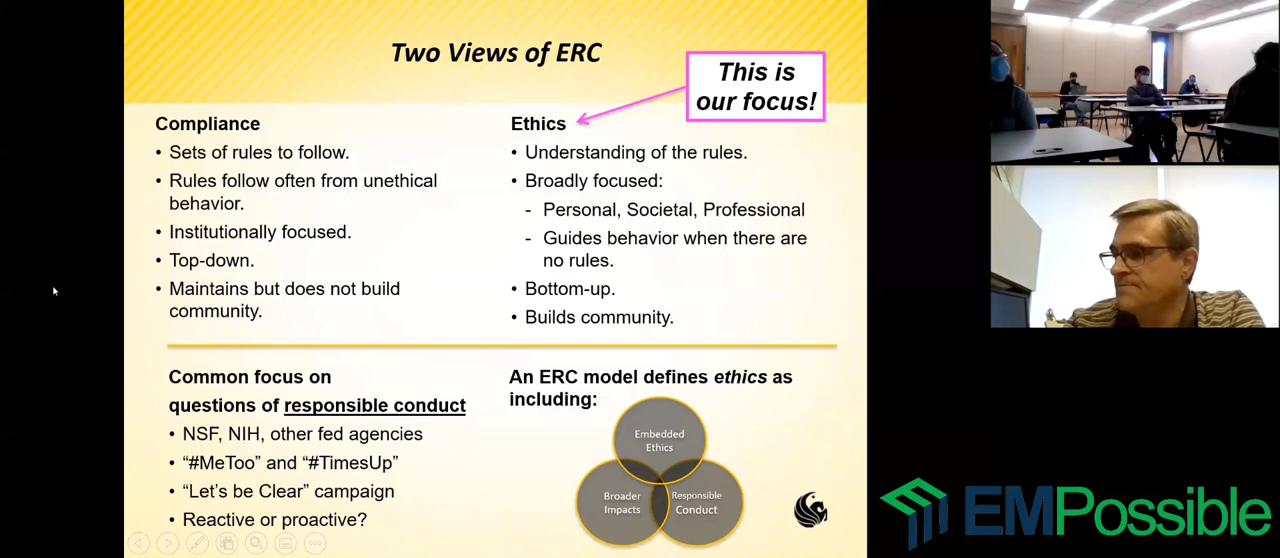 Two Views of ERC
This is
our focus!
Compliance
• Sets of rules to follow.
• Rules follow often from unethical
behavior.
• Institutionally focused.
• Top-down.
• Maintains but does not build
community.
Ethics
• Understanding of the rules.
• Broadly focused:
- Personal, Societal, Professional
- Guides behavior when there are
no rules.
• Bottom-up.
• Builds community.
Common focus on
questions of responsible conduct
• NSF, NIH, other fed agencies
• “#MeToo” and “#TimesUp”
• “Let’s be Clear” campaign
• Reactive or proactive?
An ERC model defines ethics as
including:
Embedded
Ethics
Broader
Impacts
Responsible
Conduct
EMPossible